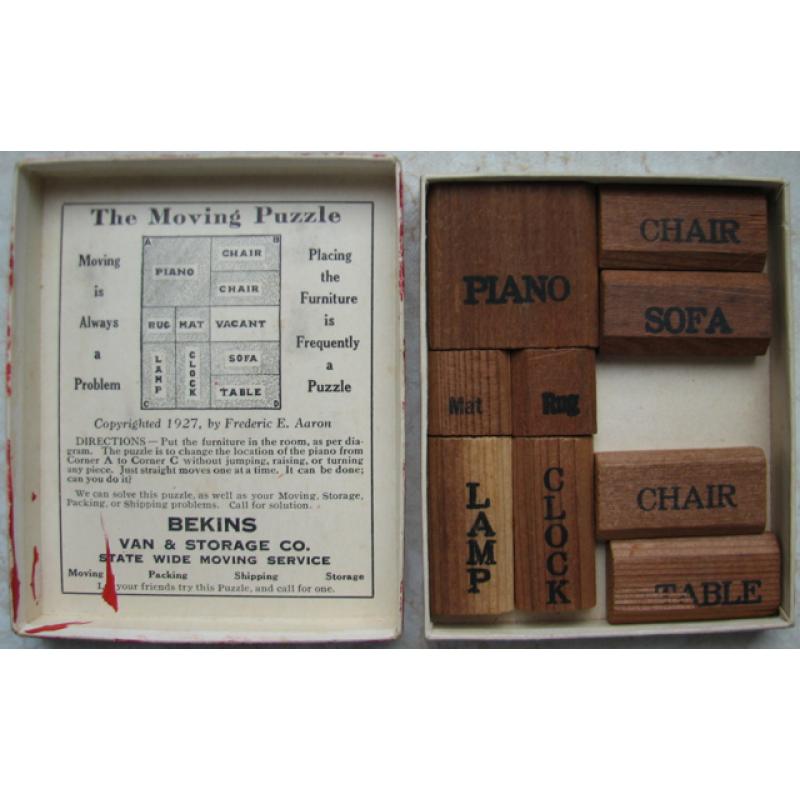 The Moving Puzzle
Moving
is
Always
a
Problem
A
B
PIANO
CHAIR
CHAIR
RUG MAT VACANT
LAMP
CLOCK
SOFA
TABLE
C
D
Placing
the
Furniture
is
Frequently
a
Puzzle
Copyrighted 1927, by Frederic E. Aaron
DIRECTIONS — Put the furniture in the room, as per dia-
gram. The puzzle is to change the location of the piano from
Corner A to Corner C without jumping, raising, or turning
any piece. Just straight moves one at a time. It can be done;
can you do it?
We can solve this puzzle, as well as your Moving, Storage,
Packing, or Shipping problems. Call for solution.
BEKINS
VAN & STORAGE CO.
STATE WIDE MOVING SERVICE
Moving Packing Shipping Storage
your friends try this Puzzle, and call for one.
PIANO
CHAIR
SOFA
Mat
Rug
LAMP
CLOCK
CHAIR
TABLE